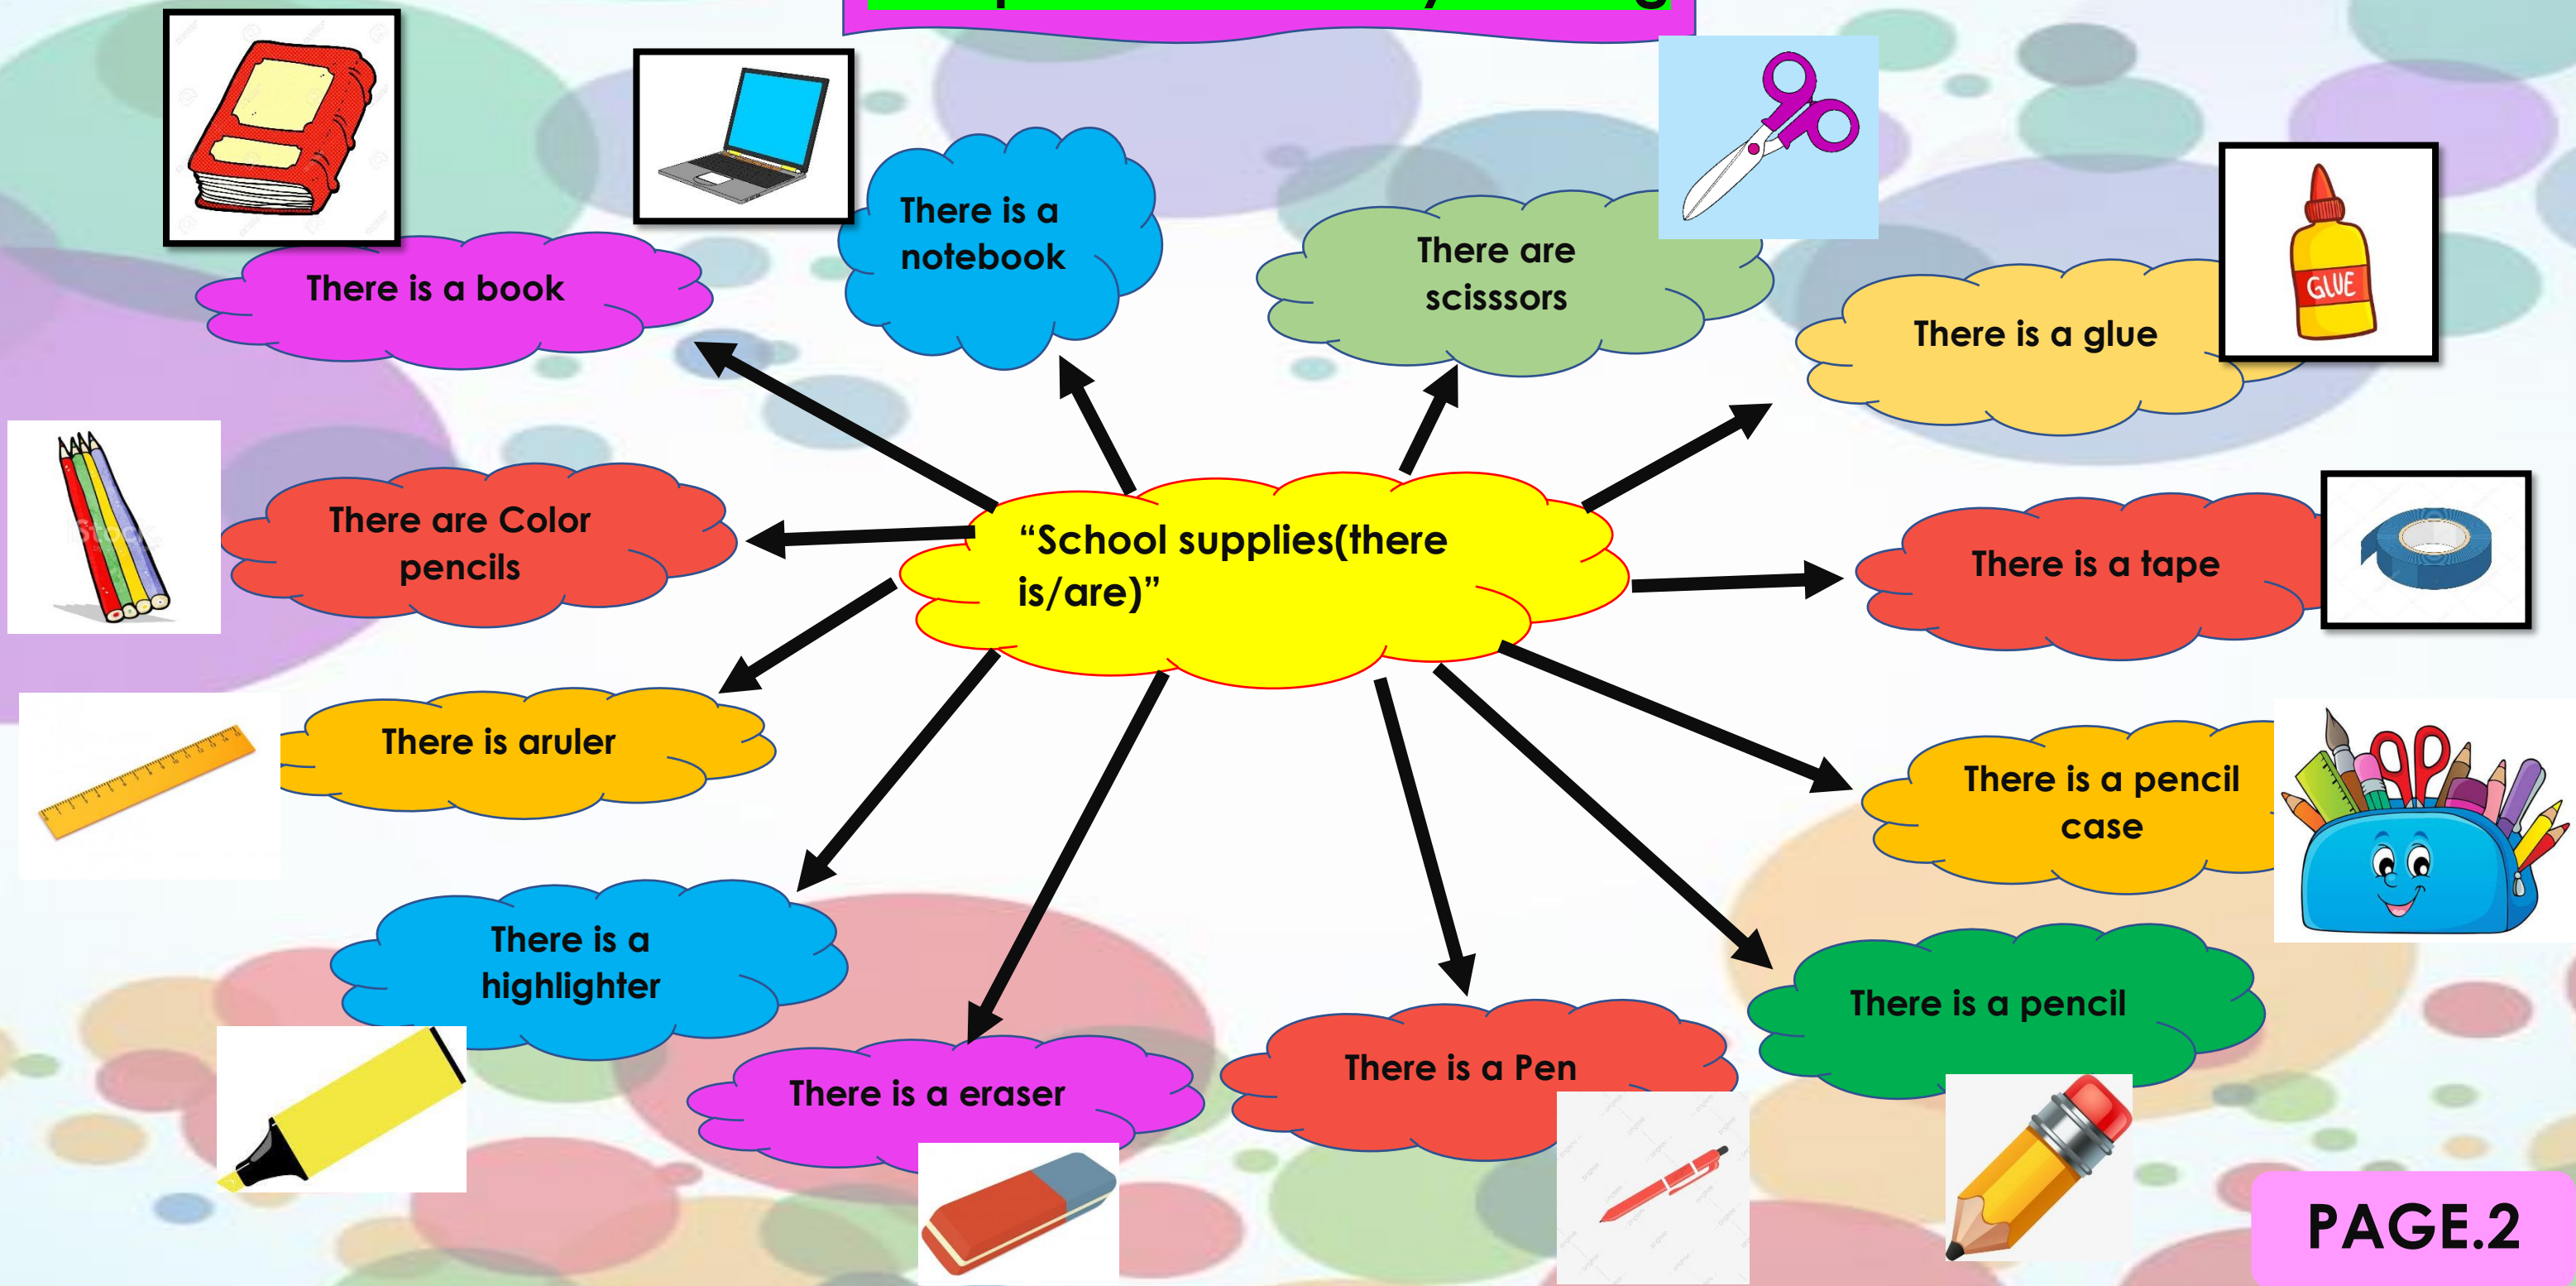 There is a book
There is a
notebook
There are
scisssors
There is a glue
GLUE
There are Color
pencils
“School supplies(there
is/are)”
There is a tape
There is aruler
There is a pencil
case
There is a
highlighter
There is a eraser
There is a Pen
There is a pencil
PAGE.2